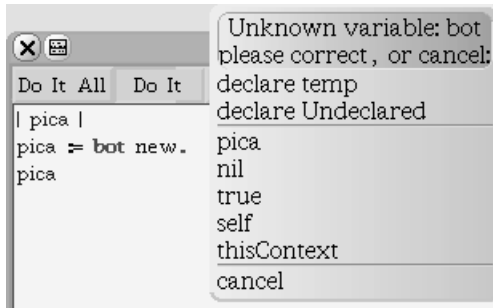 Do It All Do It
| pica |
pica := bot new.
pica
Unknown variable: bot
please correct, or cancel:
declare temp
declare Undeclared
pica
nil
true
self
thisContext
cancel